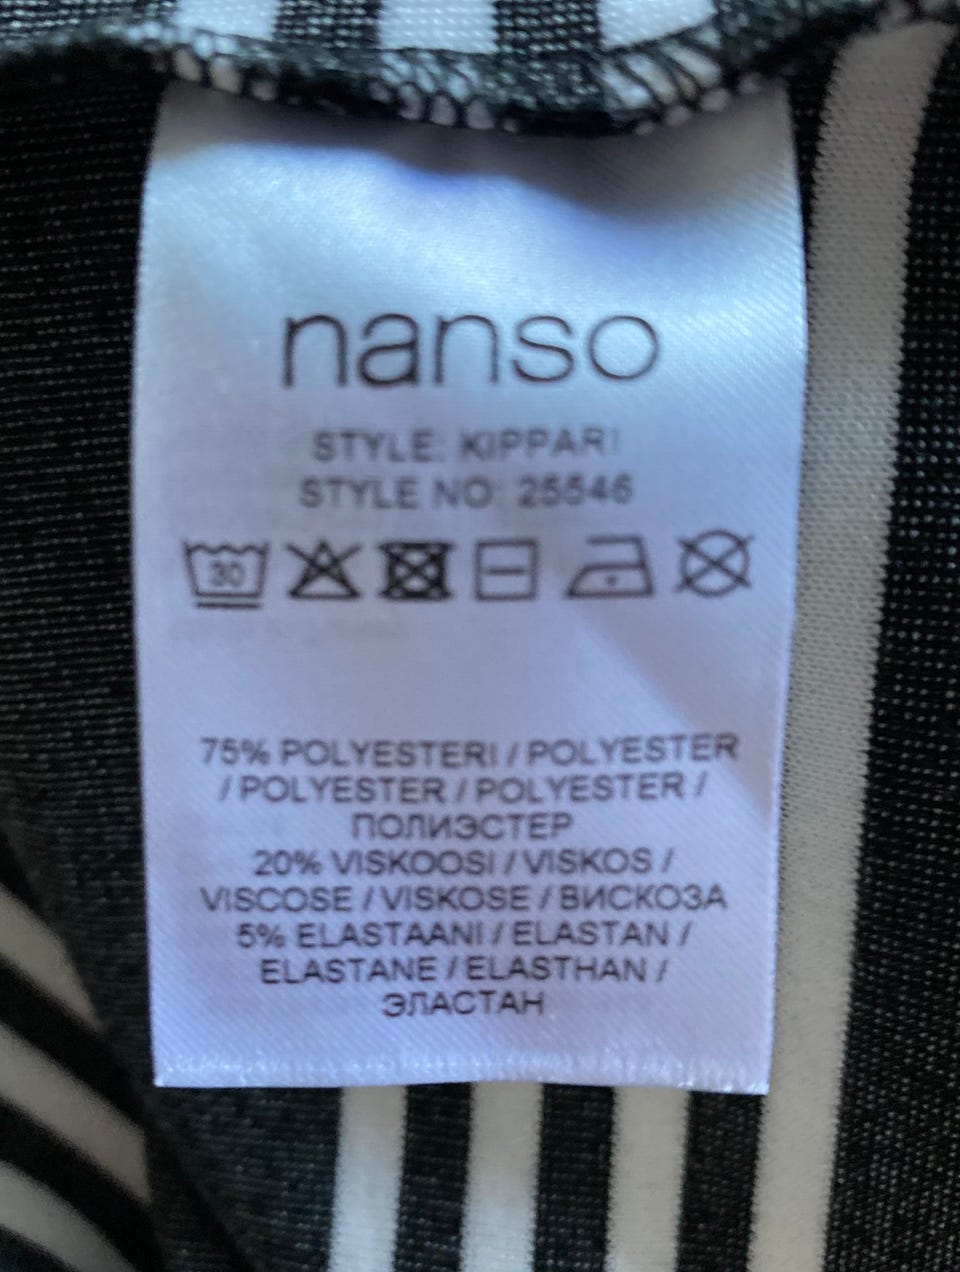 nanso
STYLE: KIPPARI
STYLE NO: 25546
30
75% POLYESTERI / POLYESTER
/ POLYESTER / POLYESTER /
ПОЛИЭСТЕР
20% VISKOOSI / VISKOS /
VISCOSE / VISKOSE / ВИСКОЗА
5% ELASTAANI / ELASTAN /
ELASTANE / ELASTHAN /
ЭЛАСТАН